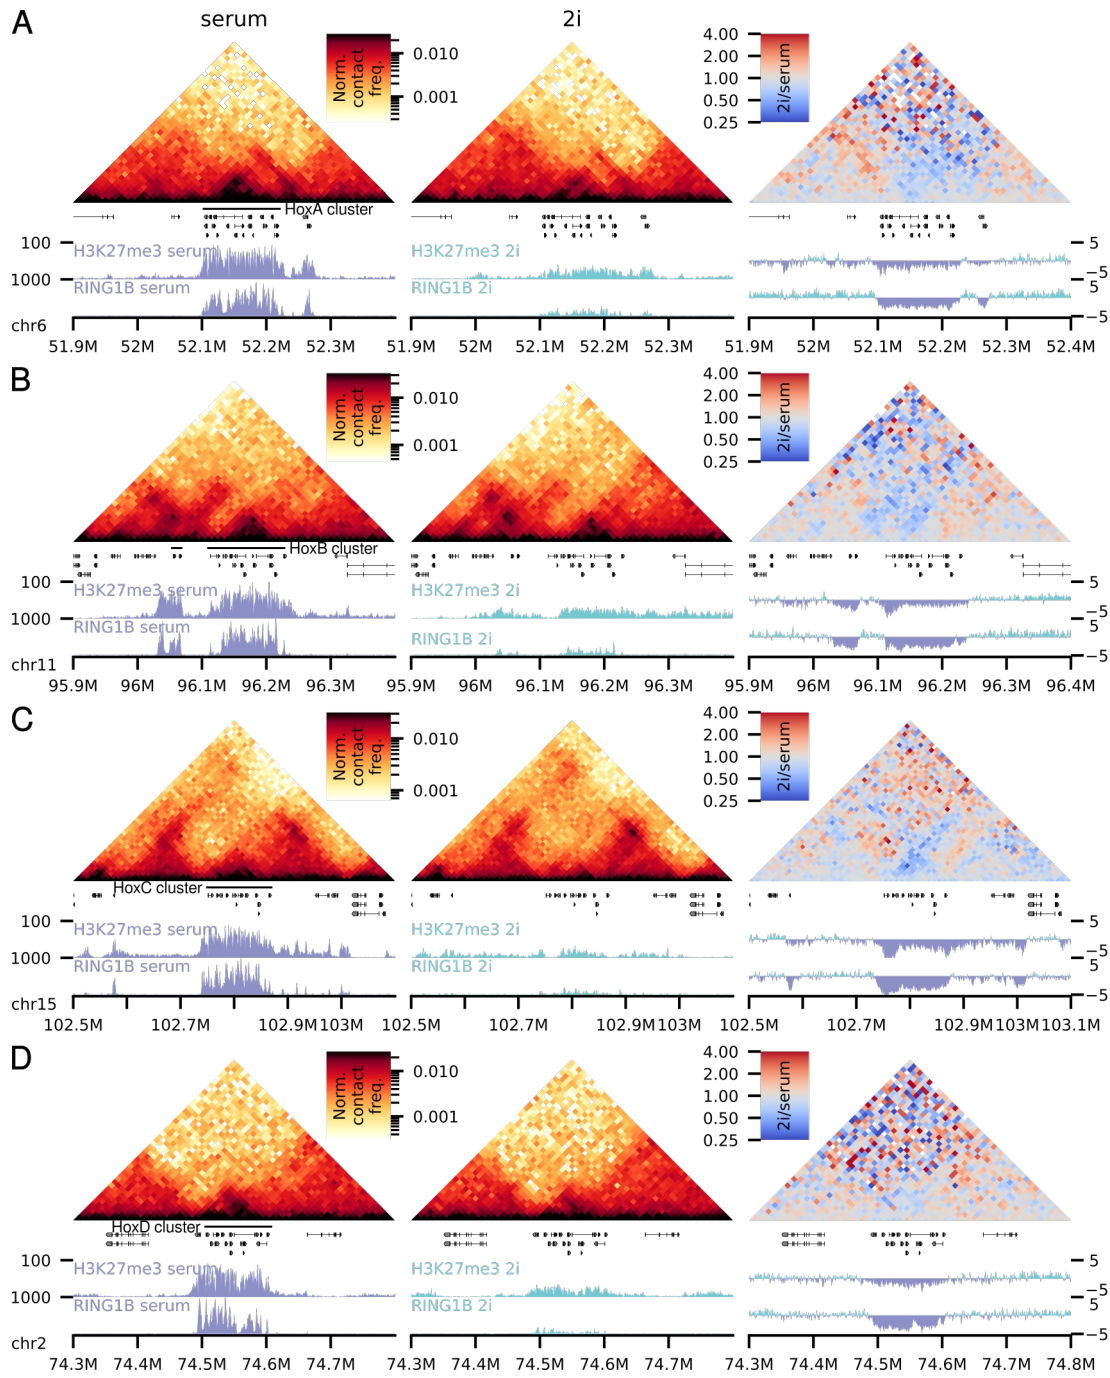 A serum 2i
Norm. contact freq. 0.010 0.001
4.00 2.00 1.00 0.50 0.25 2i/serum
HoxA cluster
100 H3K27me3 serum H3K27me3 2i 5 −5
1000 RING1B serum RING1B 2i 5 −5
chr6
51.9M 52M 52.1M 52.2M 52.3M 51.9M 52M 52.1M 52.2M 52.3M 51.9M 52M 52.1M 52.2M 52.3M 52.4M
B
Norm. contact freq. 0.010 0.001
4.00 2.00 1.00 0.50 0.25 2i/serum
HoxB cluster
100 H3K27me3 serum H3K27me3 2i 5 −5
1000 RING1B serum RING1B 2i 5 −5
chr11
95.9M 96M 96.1M 96.2M 96.3M 95.9M 96M 96.1M 96.2M 96.3M 95.9M 96M 96.1M 96.2M 96.3M 96.4M
C
Norm. contact freq. 0.010 0.001
4.00 2.00 1.00 0.50 0.25 2i/serum
HoxC cluster
100 H3K27me3 serum H3K27me3 2i 5 −5
1000 RING1B serum RING1B 2i 5 −5
chr15
102.5M 102.7M 102.9M 103M 102.5M 102.7M 102.9M 103M 102.5M 102.7M 102.9M 103M 103.1M
D
Norm. contact freq. 0.010 0.001
4.00 2.00 1.00 0.50 0.25 2i/serum
HoxD cluster
100 H3K27me3 serum H3K27me3 2i 5 −5
1000 RING1B serum RING1B 2i 5 −5
chr2
74.3M 74.4M 74.5M 74.6M 74.7M 74.3M 74.4M 74.5M 74.6M 74.7M 74.3M 74.4M 74.5M 74.6M 74.7M 74.8M